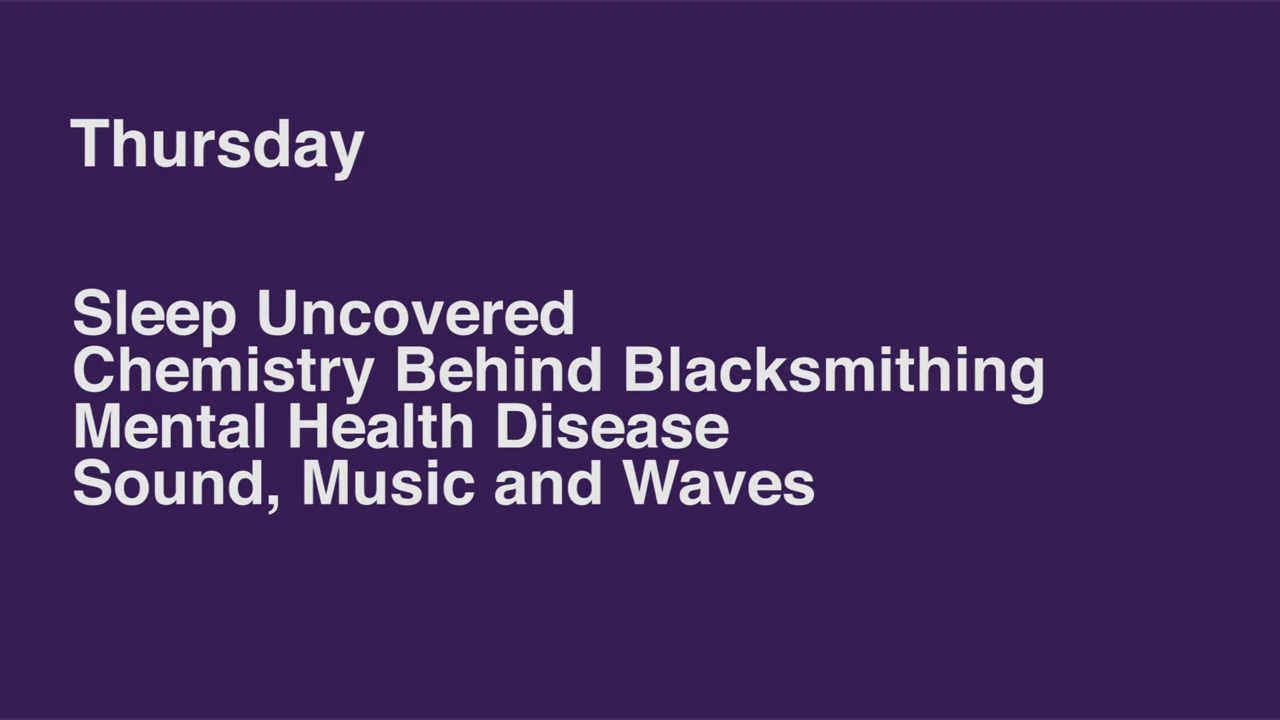 Thursday
Sleep Uncovered
Chemistry Behind Blacksmithing
Mental Health Disease
Sound, Music and Waves